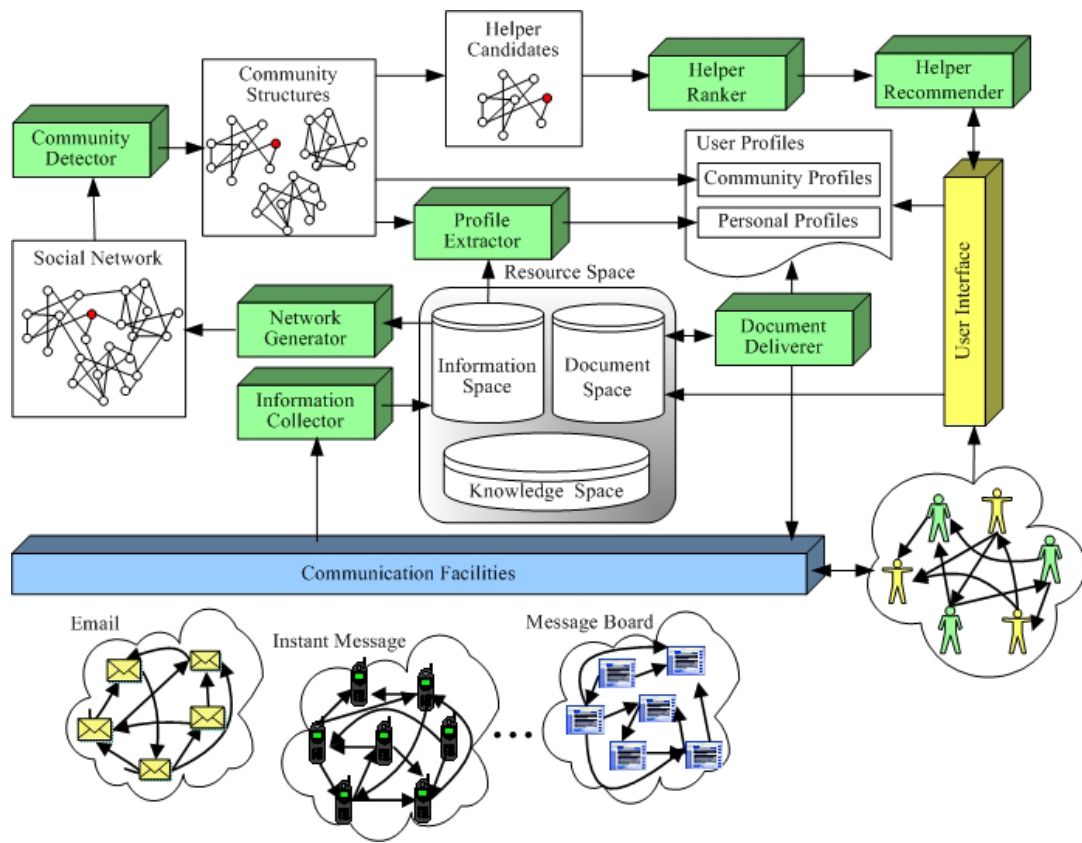 Helper
Candidates
Community
Structures
Helper
Ranker
Helper
Recommender
Community
Detector
User Profiles
Community Profiles
Personal Profiles
Profile
Extractor
Social Network
Resource Space
User Interface
Network
Generator
Information
Space
Document
Space
Document
Deliverer
Information
Collector
Knowledge Space
Communication Facilities
Email
Instant Message
Message Board